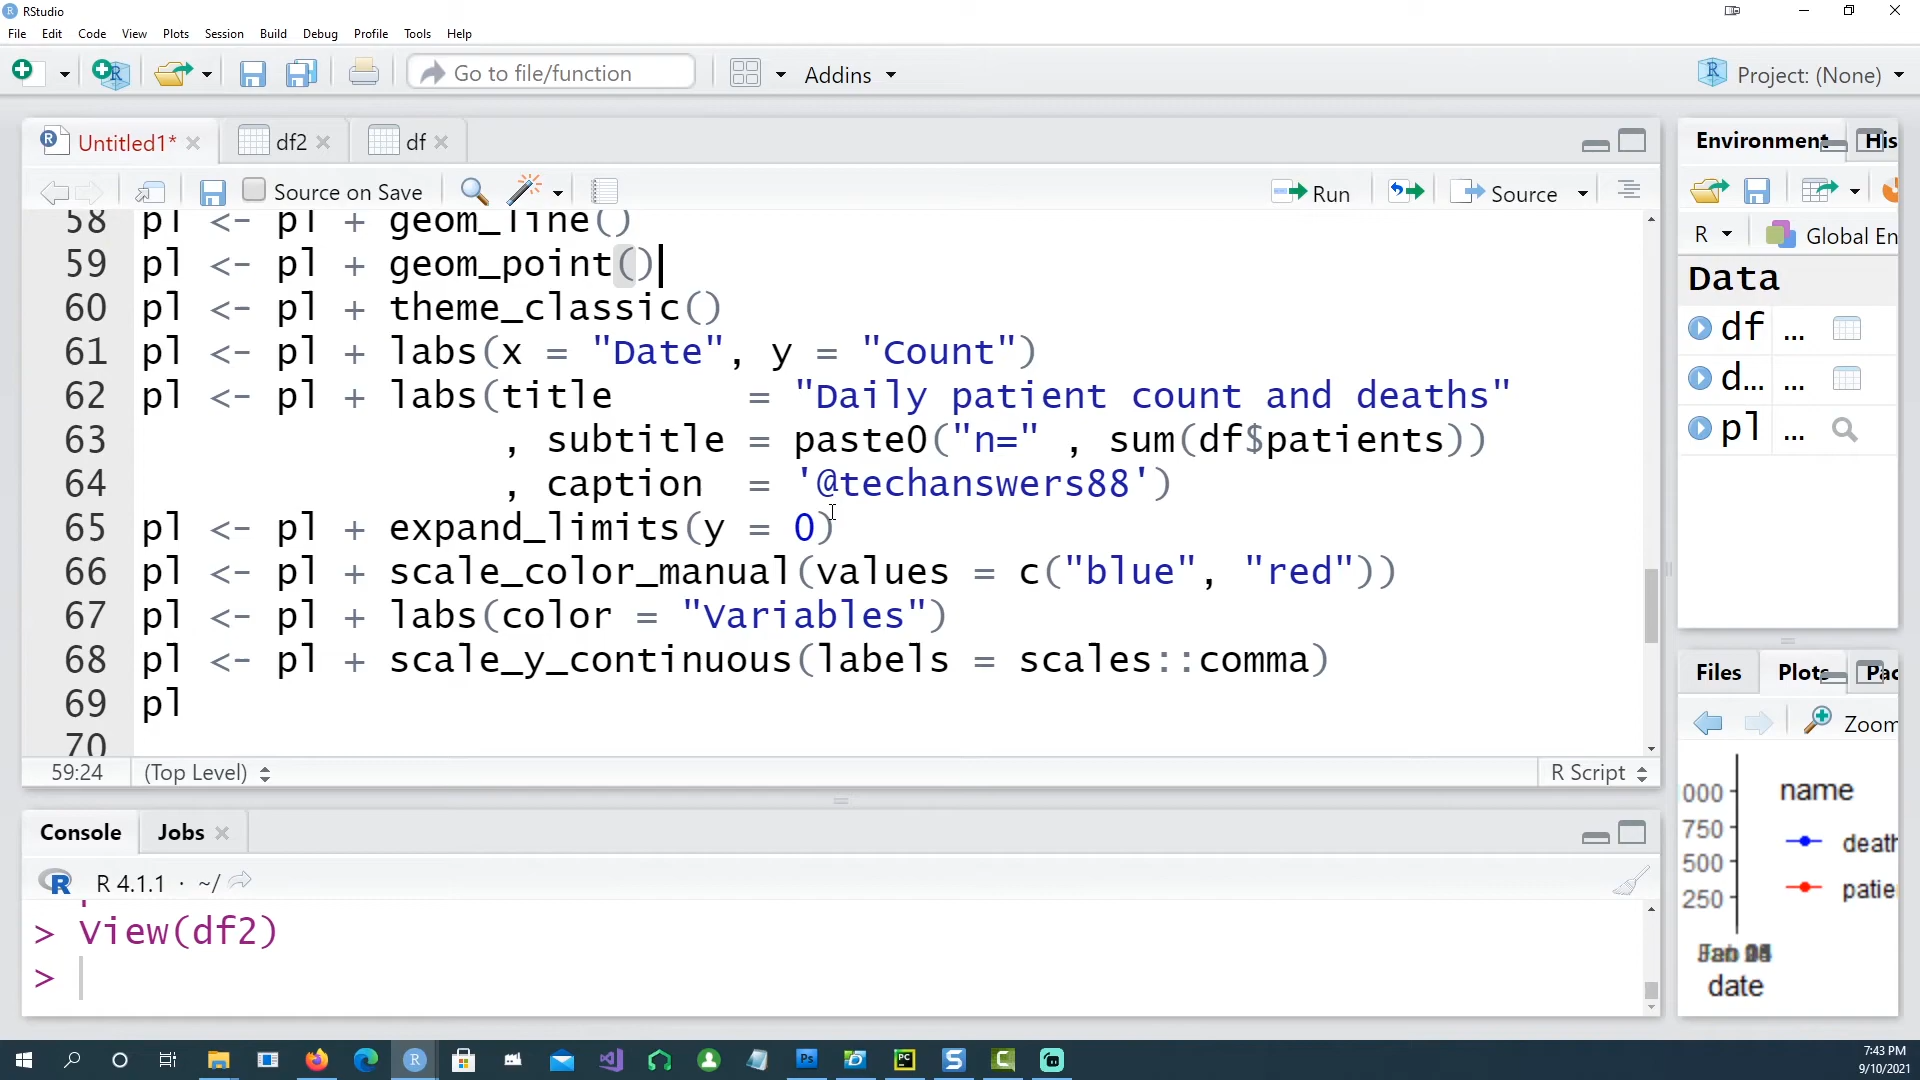 RStudio
File Edit Code View Plots Session Build Debug Profile Tools Help
Go to file/function Addins Project: (None)
Untitled1* df2 df
Source on Save Run Source
58 pl <- pl + geom_line()
59 pl <- pl + geom_point()
60 pl <- pl + theme_classic()
61 pl <- pl + labs(x = "Date", y = "Count")
62 pl <- pl + labs(title = "Daily patient count and deaths"
63 , subtitle = paste0("n=" , sum(df$patients))
64 , caption = '@techanswers88')
65 pl <- pl + expand_limits(y = 0)
66 pl <- pl + scale_color_manual(values = c("blue", "red"))
67 pl <- pl + labs(color = "Variables")
68 pl <- pl + scale_y_continuous(labels = scales::comma)
69 pl
70
59:24 (Top Level) R Script
Console Jobs
R 4.1.1 · ~/
> View(df2)
>
Environment His
R Global En
Data
df ...
d... ...
pl ...
Files Plots Pac
Zoom
000
750
500
250
name
death
patie
date
7:43 PM
9/10/2021